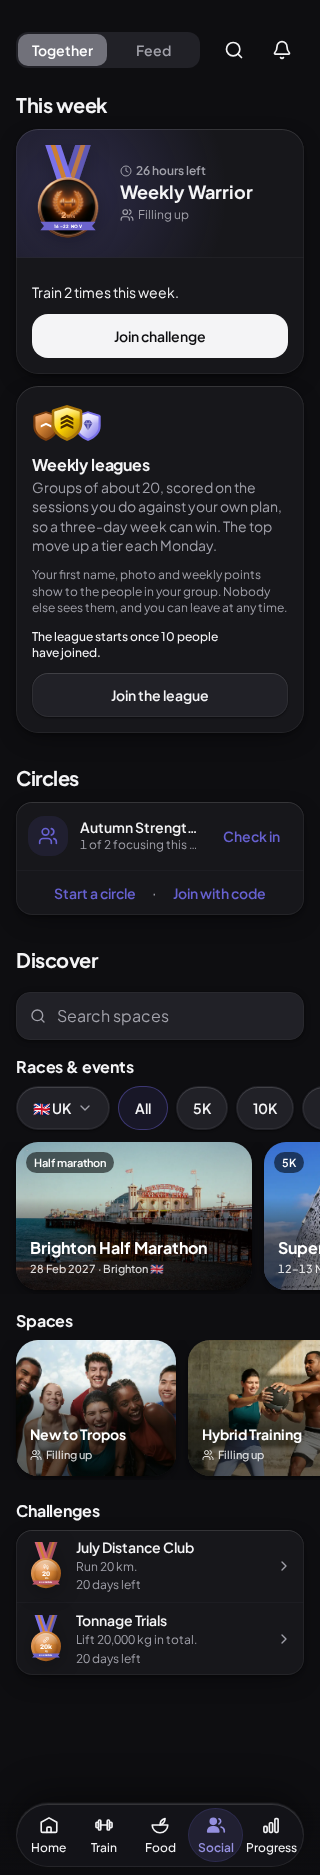 Together
Feed
This week
26 hours left
Weekly Warrior
Filling up
Train 2 times this week.
Join challenge
Weekly leagues
Groups of about 20, scored on the
sessions you do against your own plan,
so a three-day week can win. The top
move up a tier each Monday.
Your first name, photo and weekly points
show to the people in your group. Nobody
else sees them, and you can leave at any time.
The league starts once 10 people
have joined.
Join the league
Circles
Autumn Strengt...
1 of 2 focusing this ...
Check in
Start a circle · Join with code
Discover
Search spaces
Races & events
🇬🇧 UK
All
5K
10K
Half marathon
Brighton Half Marathon
28 Feb 2027 · Brighton 🇬🇧
5K
Super
12–13 N
Spaces
New to Tropos
Filling up
Hybrid Training
Filling up
Challenges
July Distance Club
Run 20 km.
20 days left
Tonnage Trials
Lift 20,000 kg in total.
20 days left
Home
Train
Food
Social
Progress